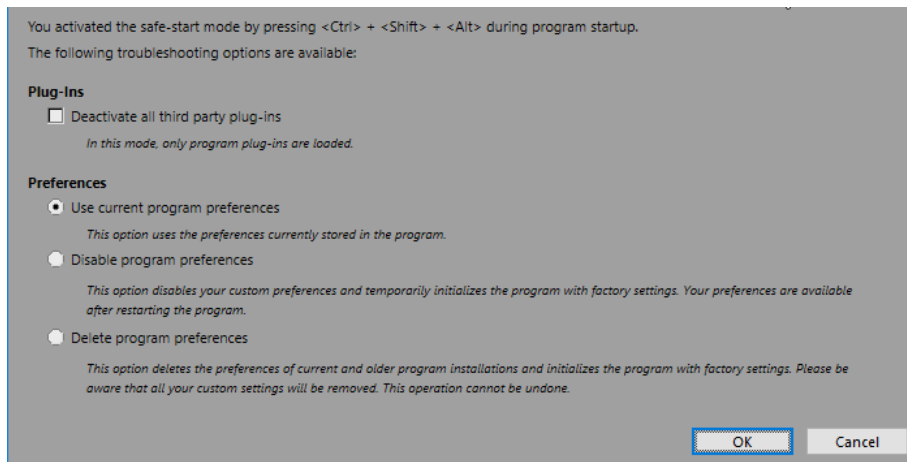 You activated the safe-start mode by pressing <Ctrl> + <Shift> + <Alt> during program startup.
The following troubleshooting options are available:
Plug-Ins
Deactivate all third party plug-ins
In this mode, only program plug-ins are loaded.
Preferences
Use current program preferences
This option uses the preferences currently stored in the program.
Disable program preferences
This option disables your custom preferences and temporarily initializes the program with factory settings. Your preferences are available
after restarting the program.
Delete program preferences
This option deletes the preferences of current and older program installations and initializes the program with factory settings. Please be
aware that all your custom settings will be removed. This operation cannot be undone.
OK Cancel